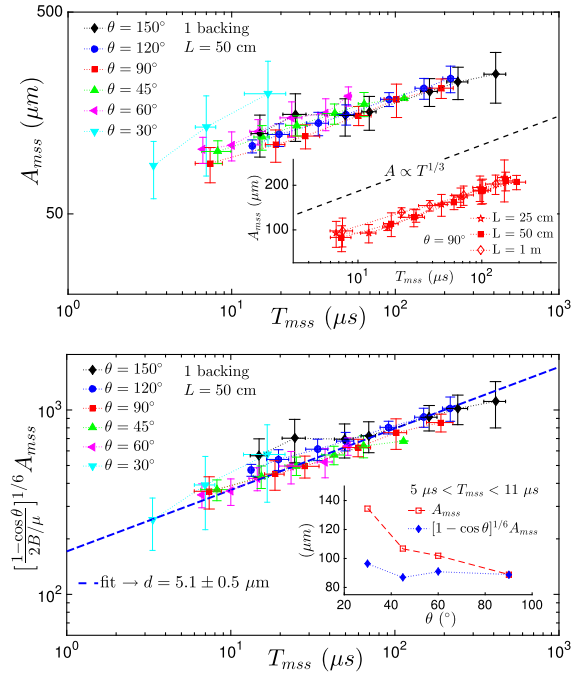 500
50
A_mss (μm)
θ = 150°
θ = 120°
θ = 90°
θ = 45°
θ = 60°
θ = 30°
1 backing
L = 50 cm
A ∝ T^1/3
A_mss (μm)
200
100
θ = 90°
L = 25 cm
L = 50 cm
L = 1 m
10^1 10^2
T_mss (μs)
10^0 10^1 10^2 10^3
T_mss (μs)
10^3
10^2
[1−cos θ / 2B/μ]^1/6 A_mss
θ = 150°
θ = 120°
θ = 90°
θ = 45°
θ = 60°
θ = 30°
1 backing
L = 50 cm
fit → d = 5.1 ± 0.5 μm
5 μs < T_mss < 11 μs
A_mss
[1 − cos θ]^1/6 A_mss
(μm)
140
120
100
80
20 40 60 80 100
θ (°)
10^0 10^1 10^2 10^3
T_mss (μs)